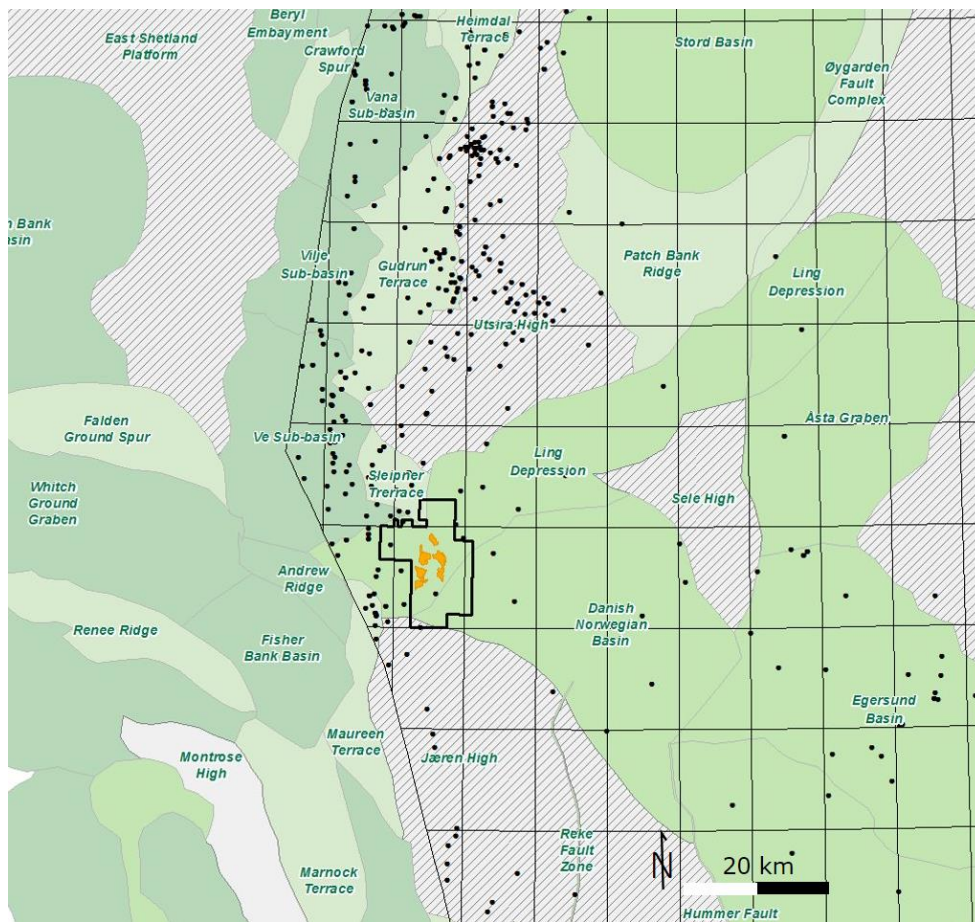 East Shetland
Platform
Beryl
Embayment
Crawford
Spur
Heimdal
Terrace
Stord Basin
Øygarden
Fault
Complex
Vana
Sub-basin
n Bank
asin
Vilje
Sub-basin
Gudrun
Terrace
Patch Bank
Ridge
Ling
Depression
Utsira High
Falden
Ground Spur
Ve Sub-basin
Åsta Graben
Ling
Depression
Sleipner
Trerrace
Whitch
Ground
Graben
Sele High
Andrew
Ridge
Renee Ridge
Fisher
Bank Basin
Danish
Norwegian
Basin
Egersund
Basin
Maureen
Terrace
Montrose
High
Jæren High
Reke
Fault
Zone
N
20 km
Marnock
Terrace
Hummer Fault